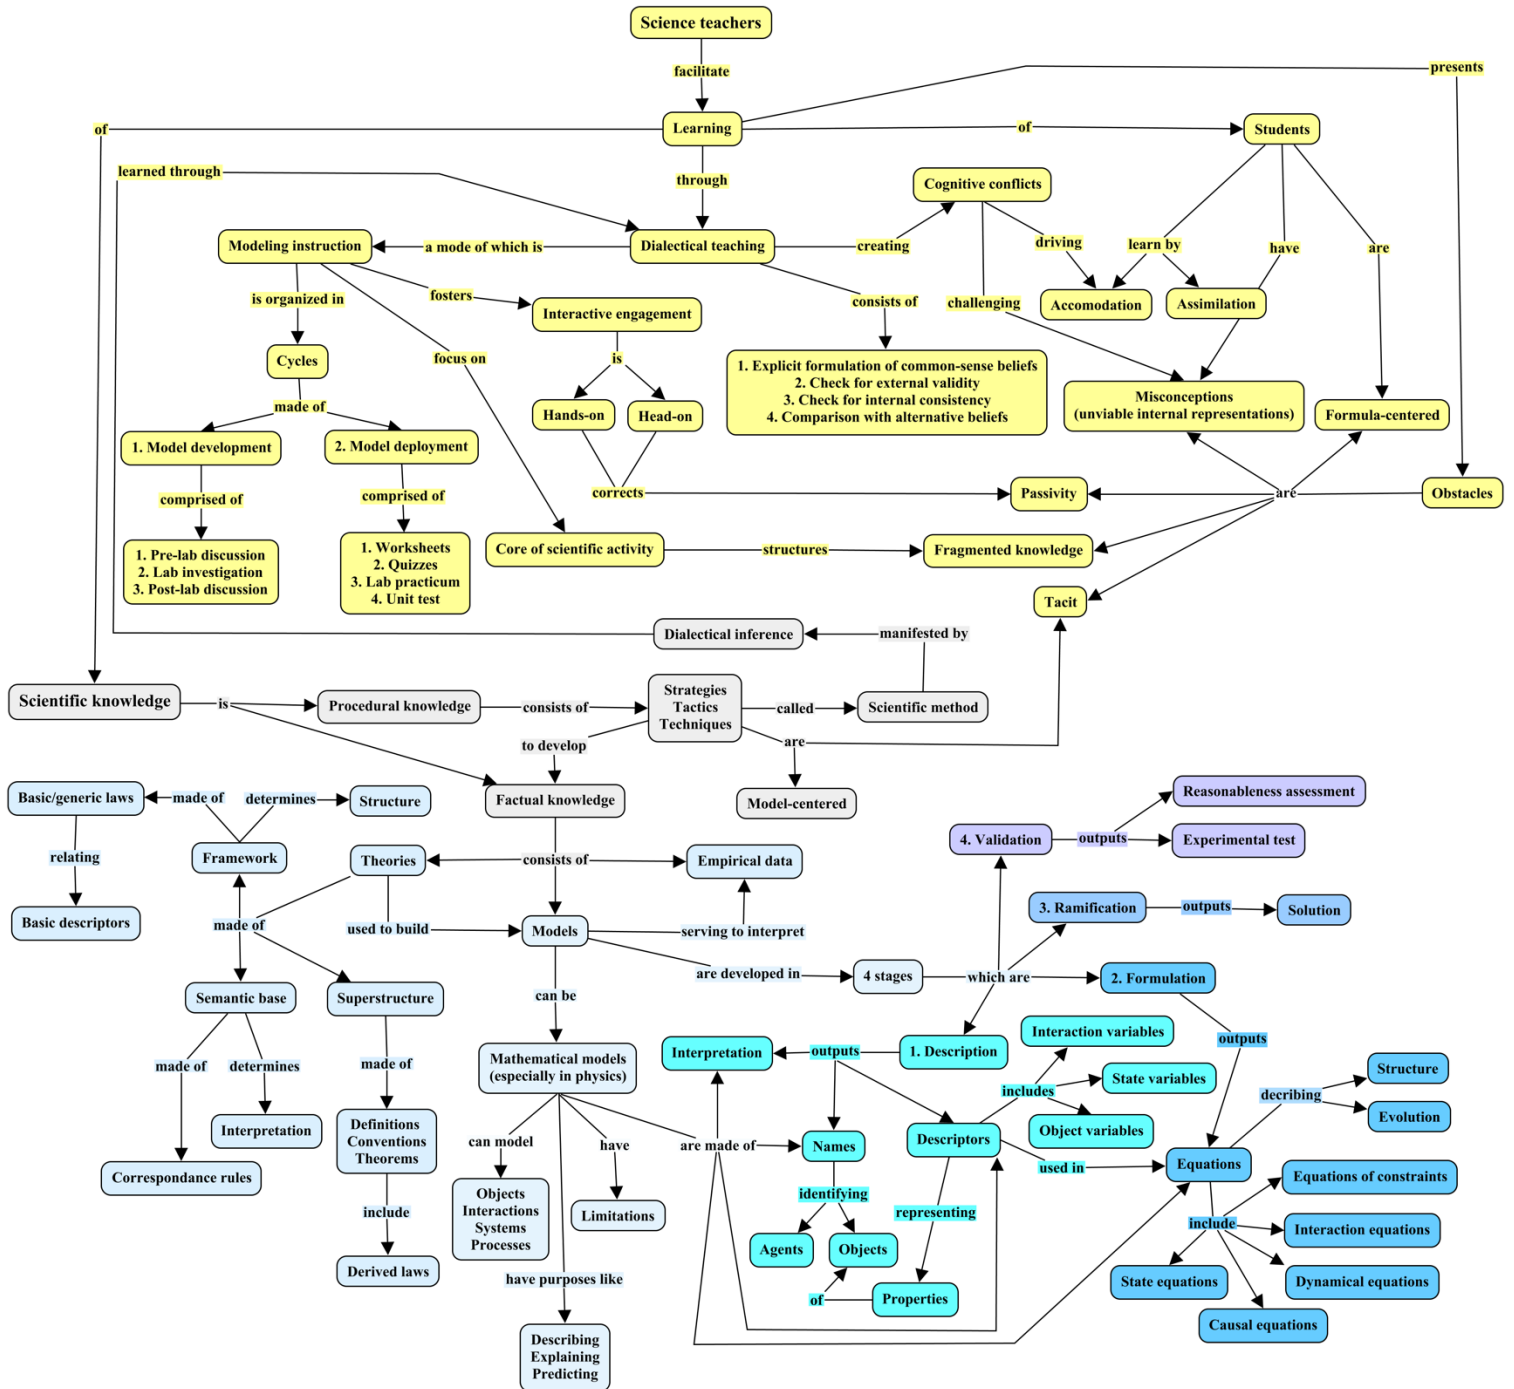 Science teachers
facilitate
presents
Learning
of
of
Students
learned through
through
Cognitive conflicts
Modeling instruction
a mode of which is
Dialectical teaching
creating
driving
learn by
have
are
is organized in
fosters
Interactive engagement
consists of
challenging
Accomodation
Assimilation
Cycles
focus on
is
1. Explicit formulation of common-sense beliefs
2. Check for external validity
3. Check for internal consistency
4. Comparison with alternative beliefs
Misconceptions
(unviable internal representations)
Formula-centered
made of
Hands-on
Head-on
1. Model development
2. Model deployment
comprised of
comprised of
corrects
Passivity
are
Obstacles
1. Pre-lab discussion
2. Lab investigation
3. Post-lab discussion
1. Worksheets
2. Quizzes
3. Lab practicum
4. Unit test
Core of scientific activity
structures
Fragmented knowledge
Tacit
Dialectical inference
manifested by
Scientific knowledge
is
Procedural knowledge
consists of
Strategies
Tactics
Techniques
called
Scientific method
to develop
are
Basic/generic laws
made of
determines
Structure
Factual knowledge
Model-centered
Reasonableness assessment
relating
Framework
Theories
consists of
Empirical data
4. Validation
outputs
Experimental test
Basic descriptors
made of
used to build
Models
serving to interpret
3. Ramification
outputs
Solution
are developed in
4 stages
which are
2. Formulation
Semantic base
Superstructure
can be
Interaction variables
outputs
made of
determines
made of
Mathematical models
(especially in physics)
Interpretation
outputs
1. Description
includes
State variables
decribing
Structure
Evolution
Interpretation
Definitions
Conventions
Theorems
can model
have
are made of
Names
Descriptors
Object variables
used in
Equations
Correspondance rules
Objects
Interactions
Systems
Processes
Limitations
identifying
representing
Equations of constraints
include
include
Interaction equations
Derived laws
have purposes like
Agents
Objects
of
Properties
State equations
Dynamical equations
Causal equations
Describing
Explaining
Predicting